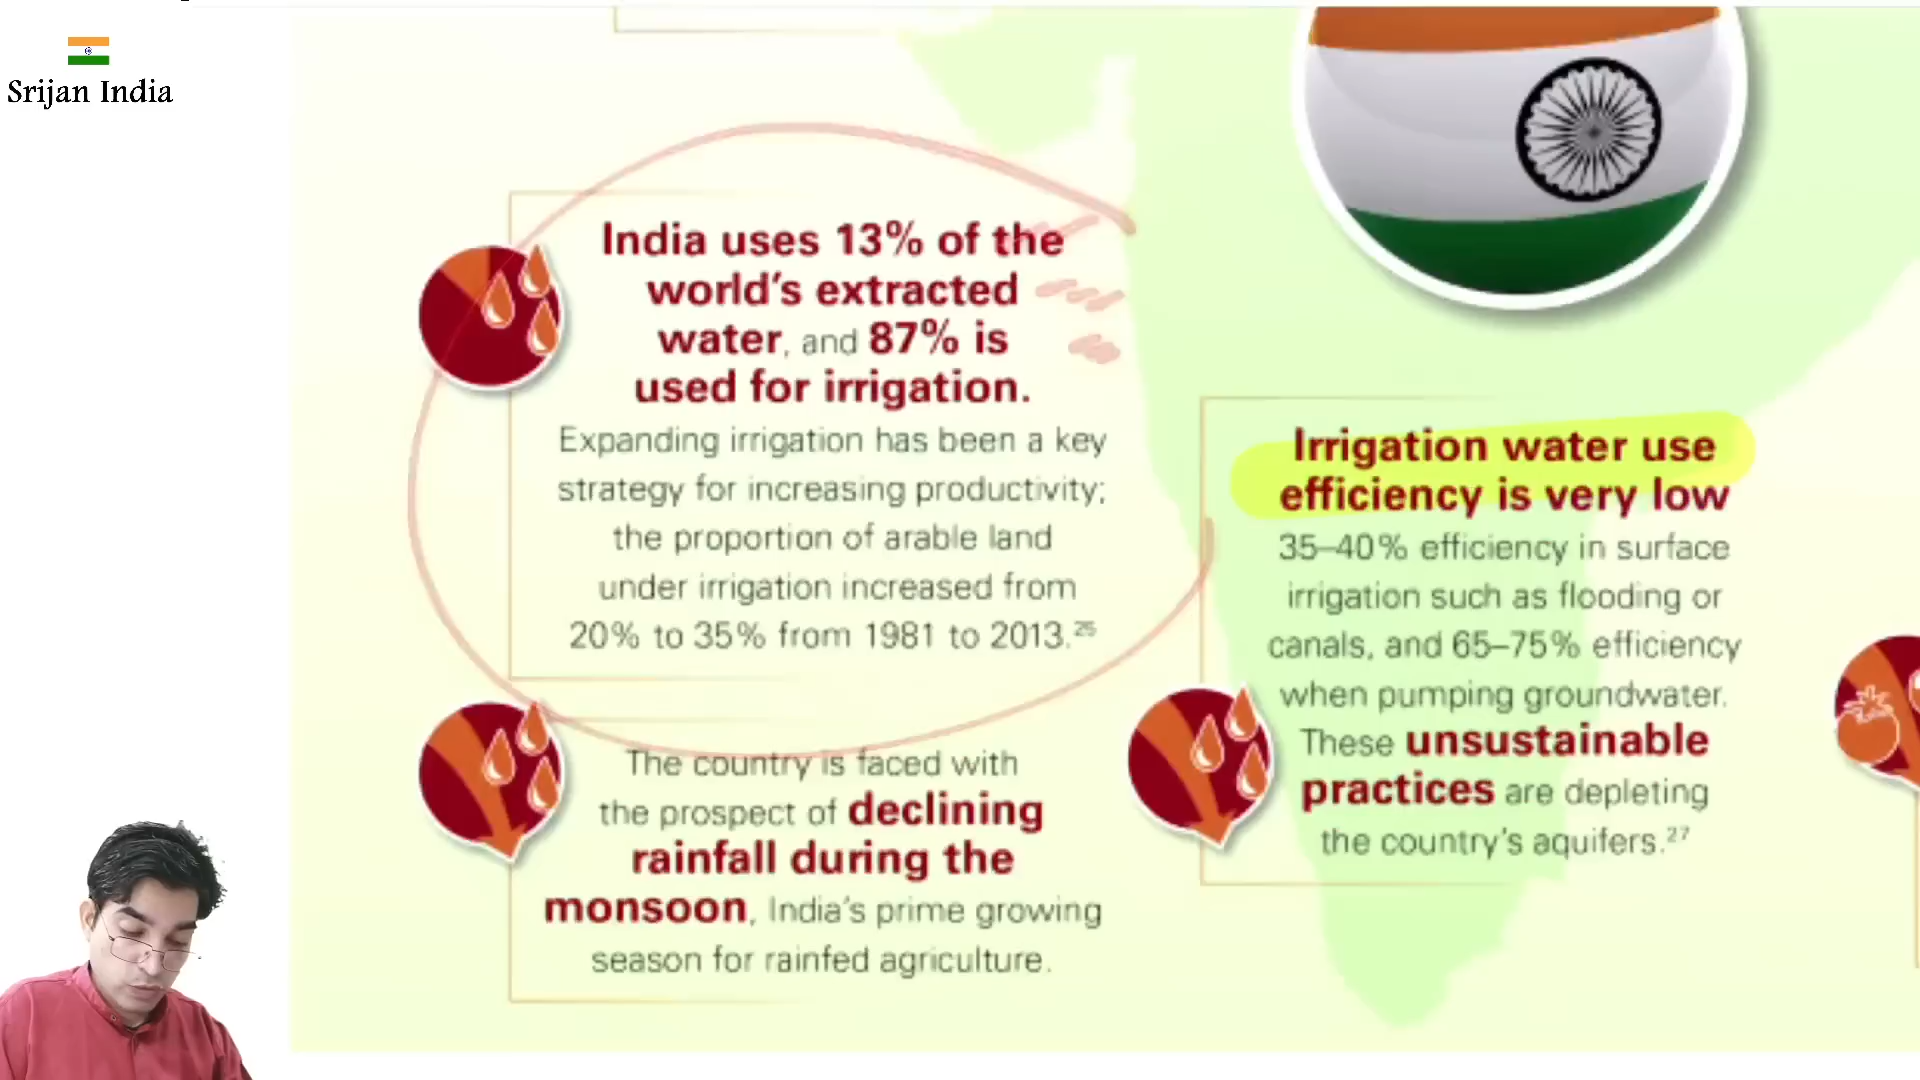 Srijan India
India uses 13% of the
world's extracted
water, and 87% is
used for irrigation.
Expanding irrigation has been a key
strategy for increasing productivity;
the proportion of arable land
under irrigation increased from
20% to 35% from 1981 to 2013.25
The country is faced with
the prospect of declining
rainfall during the
monsoon, India's prime growing
season for rainfed agriculture.
Irrigation water use
efficiency is very low
35–40% efficiency in surface
irrigation such as flooding or
canals, and 65–75% efficiency
when pumping groundwater.
These unsustainable
practices are depleting
the country's aquifers.27